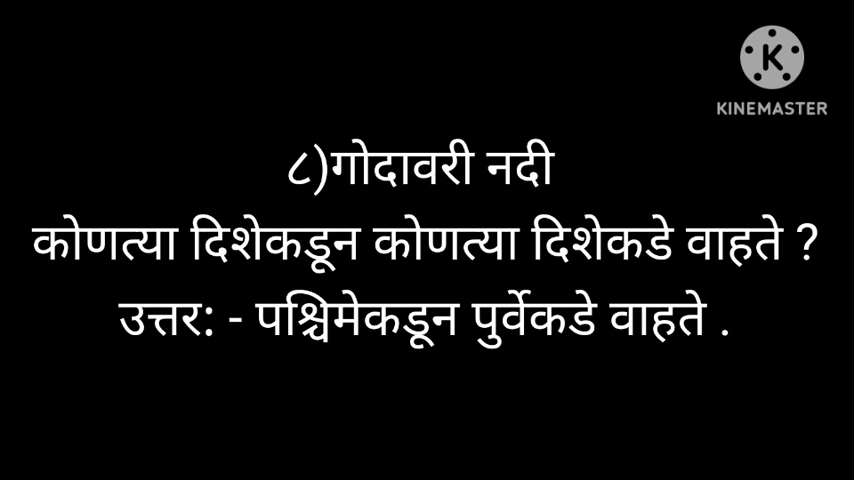 K
KINEMASTER
८)गोदावरी नदी
कोणत्या दिशेकडून कोणत्या दिशेकडे वाहते ?
उत्तर: - पश्चिमेकडून पुर्वेकडे वाहते .